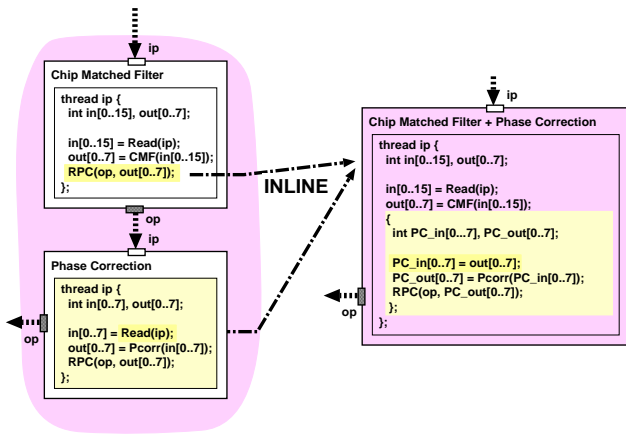 ip
Chip Matched Filter
thread ip {
int in[0..15], out[0..7];
in[0..15] = Read(ip);
out[0..7] = CMF(in[0..15]);
RPC(op, out[0..7]);
};
op
ip
Phase Correction
thread ip {
int in[0..7], out[0..7];
in[0..7] = Read(ip);
out[0..7] = Pcorr(in[0..7]);
RPC(op, out[0..7]);
};
op
INLINE
ip
Chip Matched Filter + Phase Correction
thread ip {
int in[0..15], out[0..7];
in[0..15] = Read(ip);
out[0..7] = CMF(in[0..15]);
{
int PC_in[0...7], PC_out[0..7];
PC_in[0..7] = out[0..7];
PC_out[0..7] = Pcorr(PC_in[0..7]);
RPC(op, PC_out[0..7]);
};
};
op